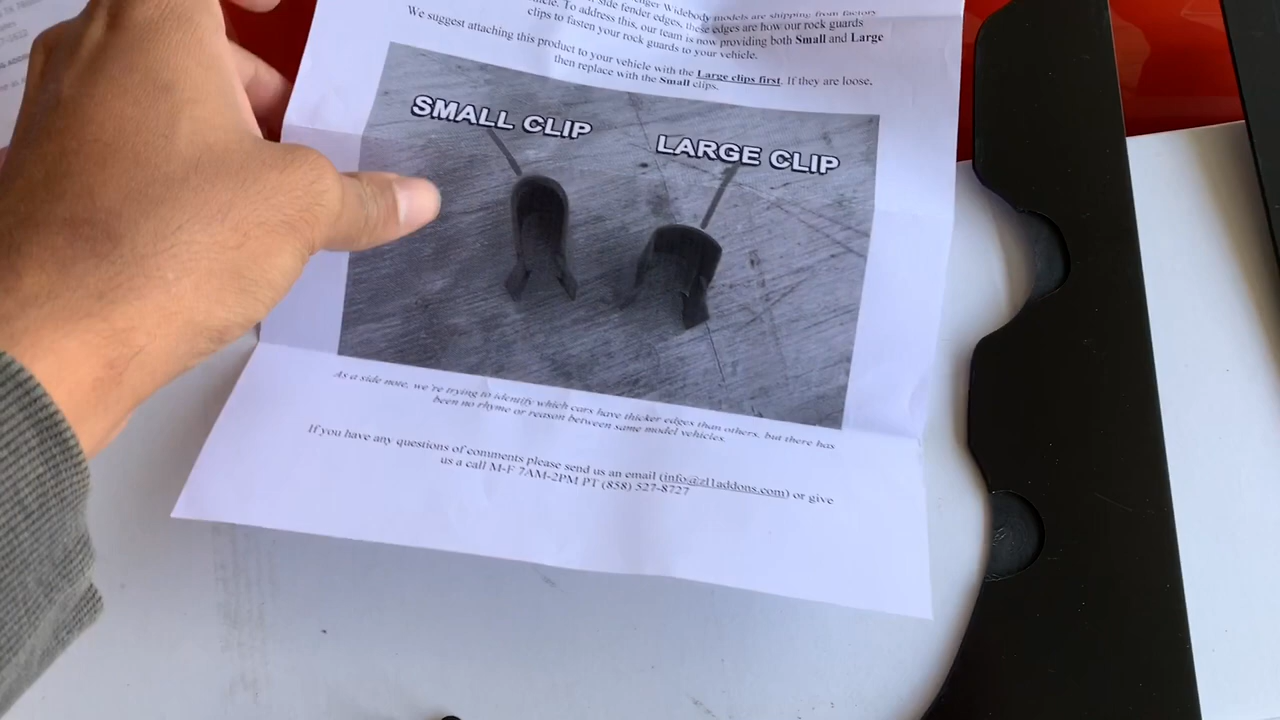 enger Widebody models are shipping from factory
side fender edges, these edges are how our rock guards
cle. To address this, our team is now providing both Small and Large
clips to fasten your rock guards to your vehicle.
We suggest attaching this product to your vehicle with the Large clips first. If they are loose,
then replace with the Small clips.
SMALL CLIP
LARGE CLIP
As a side note, we're trying to identify which cars have thicker edges than others, but there has
been no rhyme or reason between same model vehicles.
If you have any questions of comments please send us an email (info@zl1addons.com) or give
us a call M-F 7AM-2PM PT (858) 527-8727